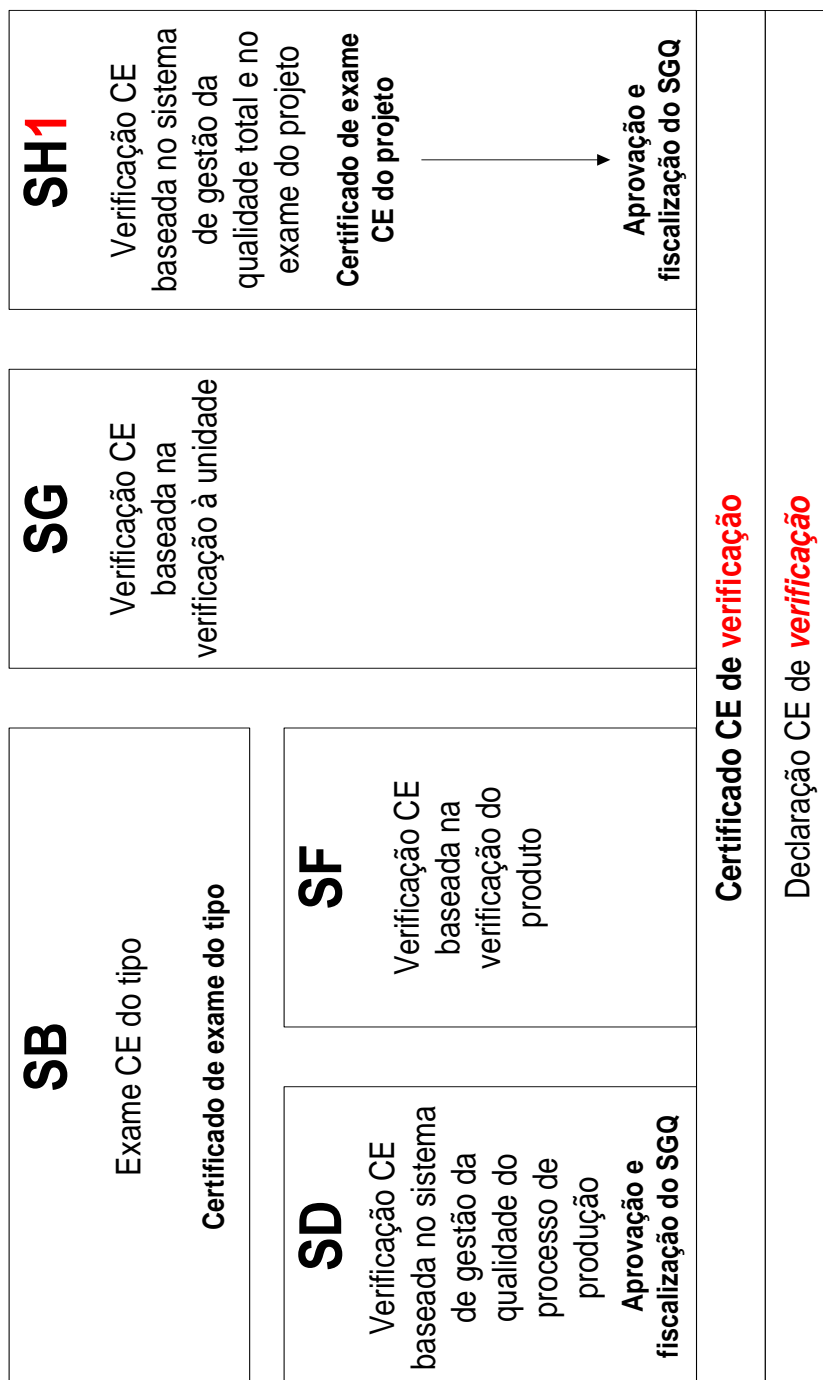 SB
Exame CE do tipo
Certificado de exame do tipo
SD
Verificação CE
baseada no sistema
de gestão da
qualidade do
processo de
produção
Aprovação e
fiscalização do SGQ
SF
Verificação CE
baseada na
verificação do
produto
SG
Verificação CE
baseada na
verificação à unidade
SH1
Verificação CE
baseada no sistema
de gestão da
qualidade total e no
exame do projeto
Certificado de exame
CE do projeto
Aprovação e
fiscalização do SGQ
Certificado CE de verificação
Declaração CE de verificação